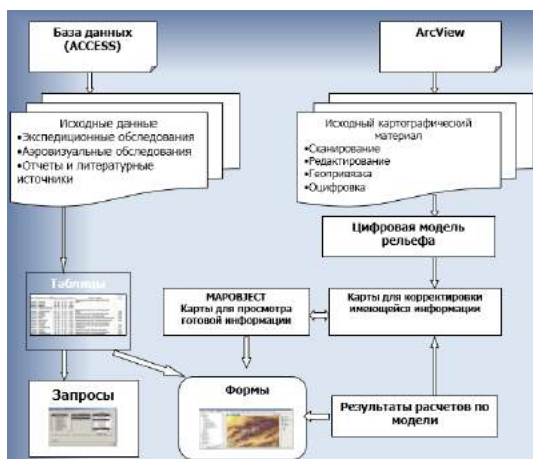 База данных
(ACCESS)
ArcView
Исходные данные
•Экспедиционные обследования
•Аэровизуальные обследования
•Отчеты и литературные
источники
Исходный картографический
материал
•Сканирование
•Редактирование
•Геопривязка
•Оцифровка
Цифровая модель
рельефа
Таблицы
MAPOBJECT
Карты для просмотра
готовой информации
Карты для корректировки
имеющейся информации
Запросы
Формы
Результаты расчетов по
модели